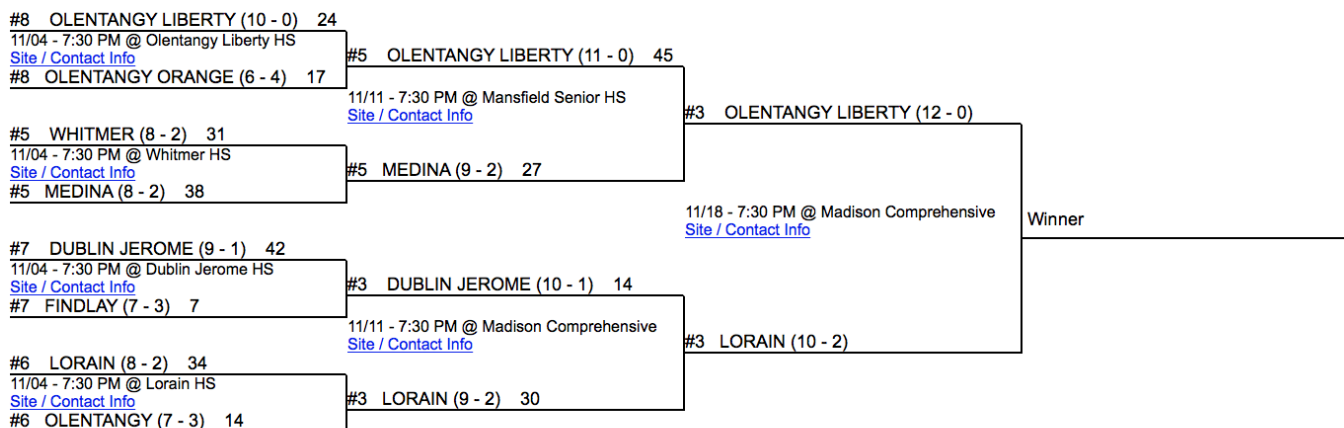 #8 OLENTANGY LIBERTY (10 - 0) 24
11/04 - 7:30 PM @ Olentangy Liberty HS
Site / Contact Info
#8 OLENTANGY ORANGE (6 - 4) 17
#5 OLENTANGY LIBERTY (11 - 0) 45
11/11 - 7:30 PM @ Mansfield Senior HS
Site / Contact Info
#5 WHITMER (8 - 2) 31
11/04 - 7:30 PM @ Whitmer HS
Site / Contact Info
#5 MEDINA (8 - 2) 38
#5 MEDINA (9 - 2) 27
#3 OLENTANGY LIBERTY (12 - 0)
11/18 - 7:30 PM @ Madison Comprehensive
Site / Contact Info
Winner
#7 DUBLIN JEROME (9 - 1) 42
11/04 - 7:30 PM @ Dublin Jerome HS
Site / Contact Info
#7 FINDLAY (7 - 3) 7
#3 DUBLIN JEROME (10 - 1) 14
11/11 - 7:30 PM @ Madison Comprehensive
Site / Contact Info
#3 LORAIN (10 - 2)
#6 LORAIN (8 - 2) 34
11/04 - 7:30 PM @ Lorain HS
Site / Contact Info
#6 OLENTANGY (7 - 3) 14
#3 LORAIN (9 - 2) 30